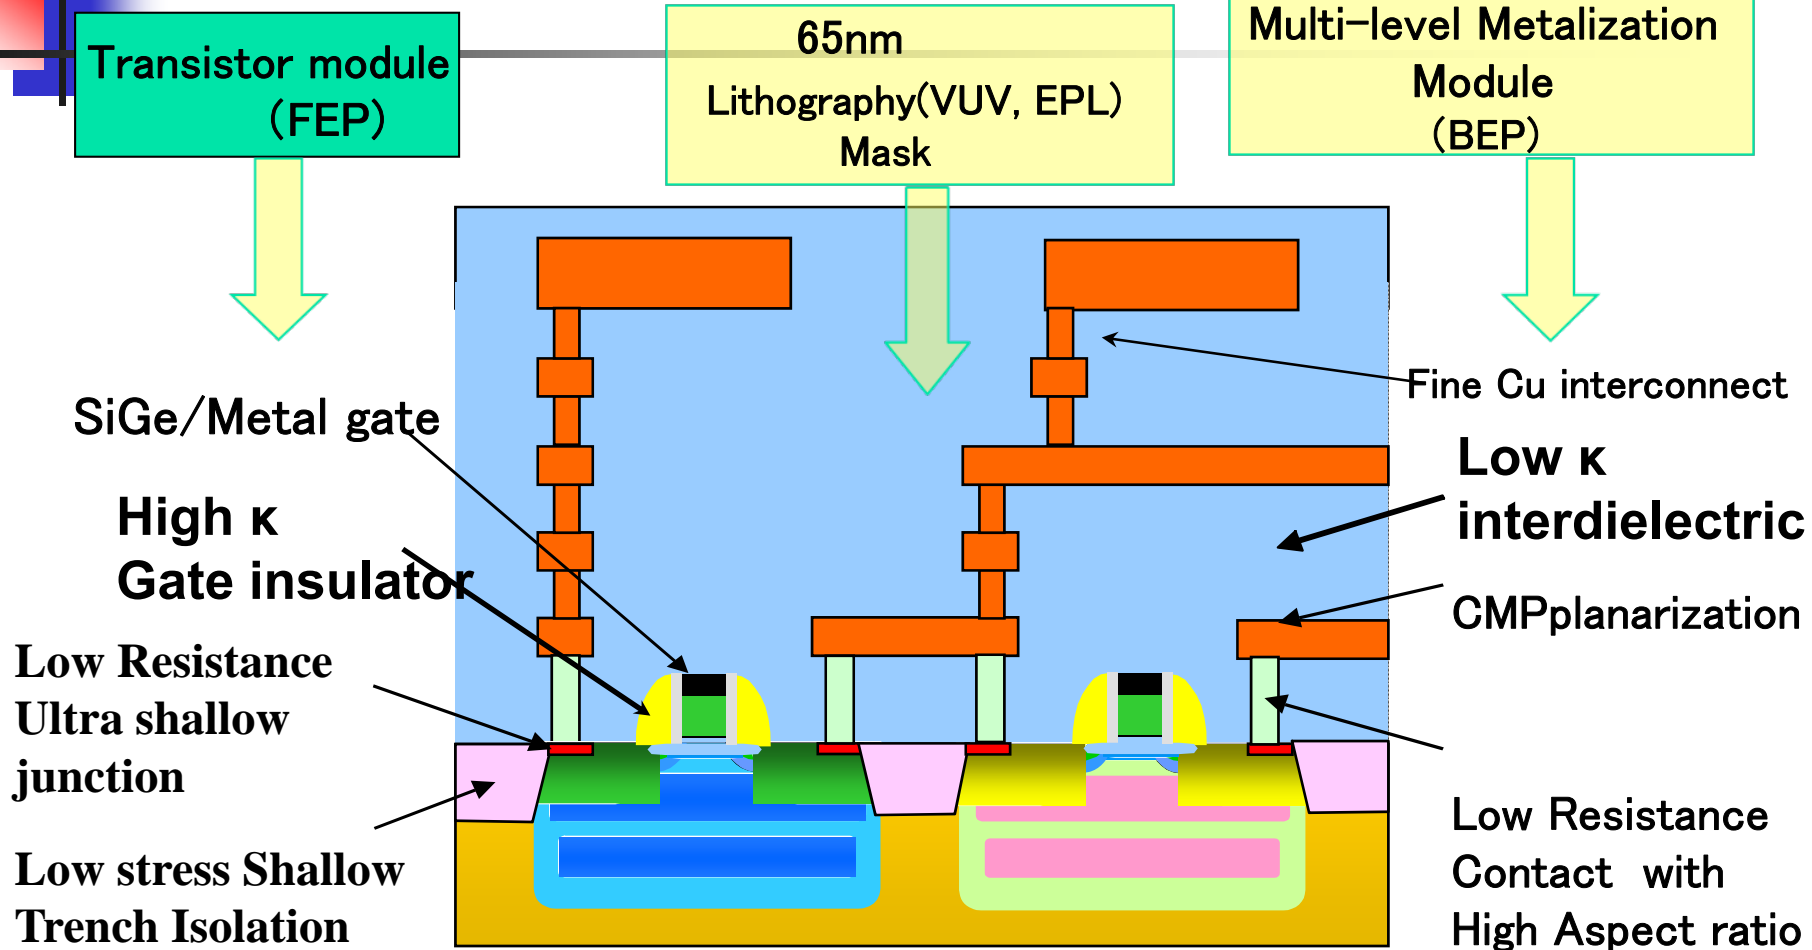 Transistor module
(FEP)
65nm
Lithography(VUV, EPL)
Mask
Multi-level Metalization
Module
(BEP)
SiGe/Metal gate
High κ
Gate insulator
Low Resistance
Ultra shallow
junction
Low stress Shallow
Trench Isolation
Fine Cu interconnect
Low κ
interdielectric
CMPplanarization
Low Resistance
Contact with
High Aspect ratio